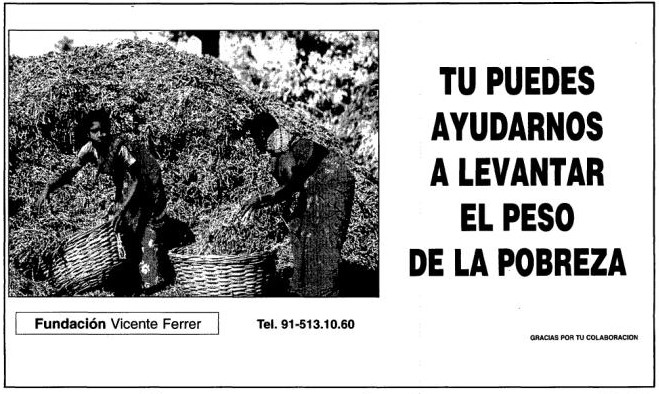 TU PUEDES
AYUDARNOS
A LEVANTAR
EL PESO
DE LA POBREZA
Fundación Vicente Ferrer
Tel. 91-513.10.60
GRACIAS POR TU COLABORACION